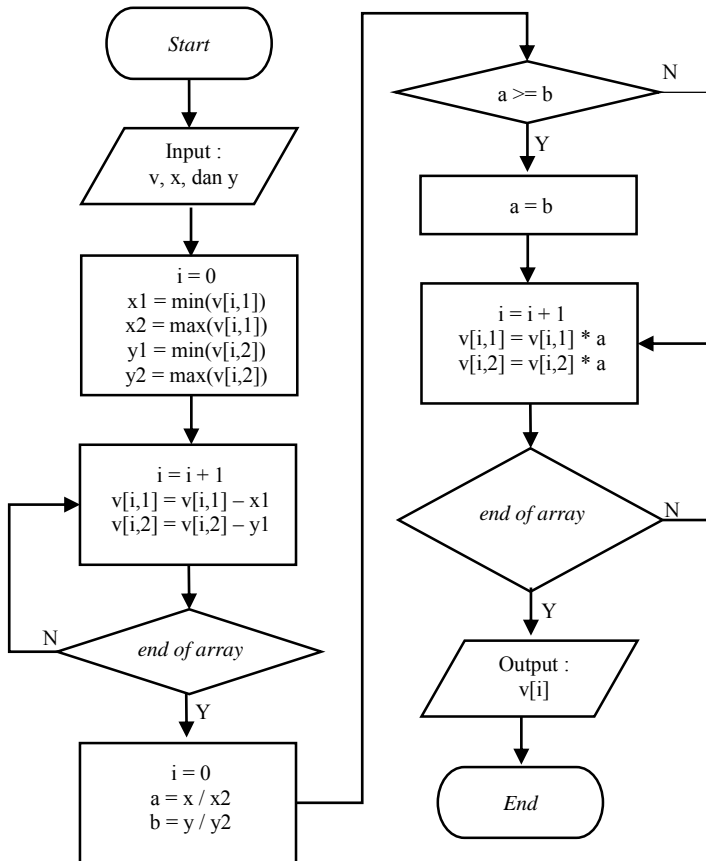 Start
Input :
v, x, dan y
i = 0
x1 = min(v[i,1])
x2 = max(v[i,1])
y1 = min(v[i,2])
y2 = max(v[i,2])
i = i + 1
v[i,1] = v[i,1] – x1
v[i,2] = v[i,2] – y1
N
end of array
Y
i = 0
a = x / x2
b = y / y2
a >= b
N
Y
a = b
i = i + 1
v[i,1] = v[i,1] * a
v[i,2] = v[i,2] * a
end of array
N
Y
Output :
v[i]
End